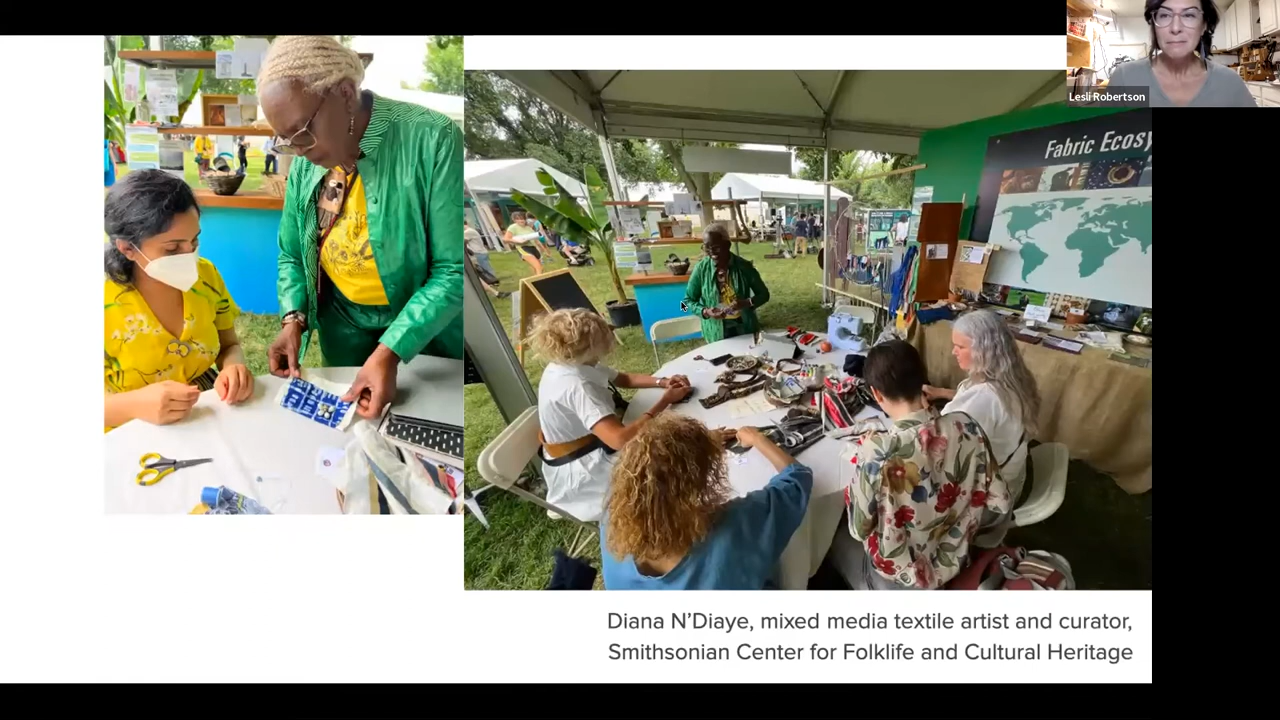 Lesli Robertson
Fabric Ecosy
Diana N’Diaye, mixed media textile artist and curator,
Smithsonian Center for Folklife and Cultural Heritage